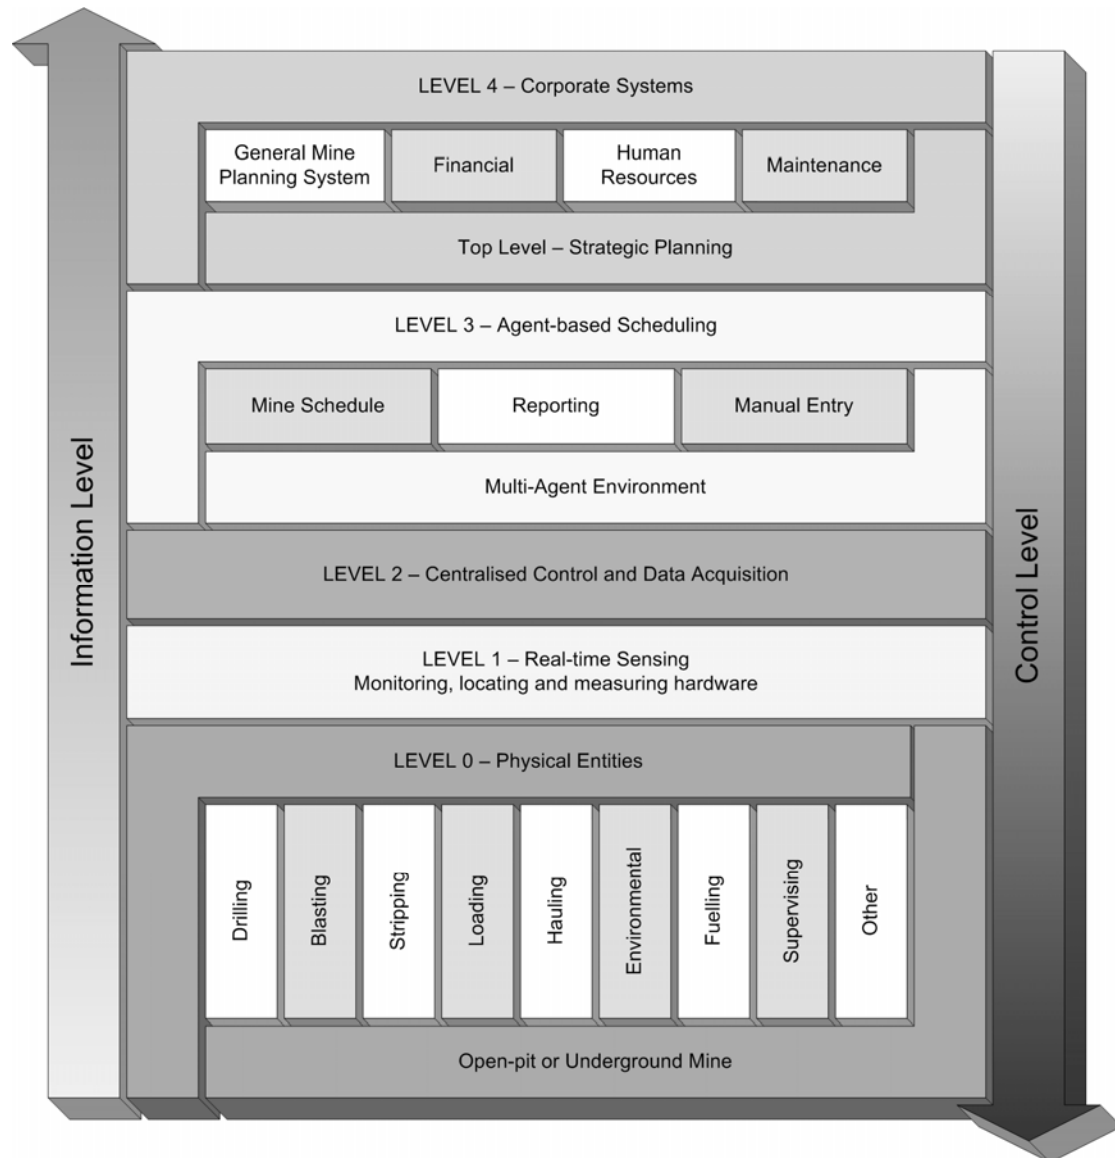 LEVEL 4 – Corporate Systems
General Mine
Planning System
Financial
Human
Resources
Maintenance
Top Level – Strategic Planning
LEVEL 3 – Agent-based Scheduling
Mine Schedule
Reporting
Manual Entry
Multi-Agent Environment
LEVEL 2 – Centralised Control and Data Acquisition
LEVEL 1 – Real-time Sensing
Monitoring, locating and measuring hardware
LEVEL 0 – Physical Entities
Drilling
Blasting
Stripping
Loading
Hauling
Environmental
Fuelling
Supervising
Other
Open-pit or Underground Mine
Information Level
Control Level